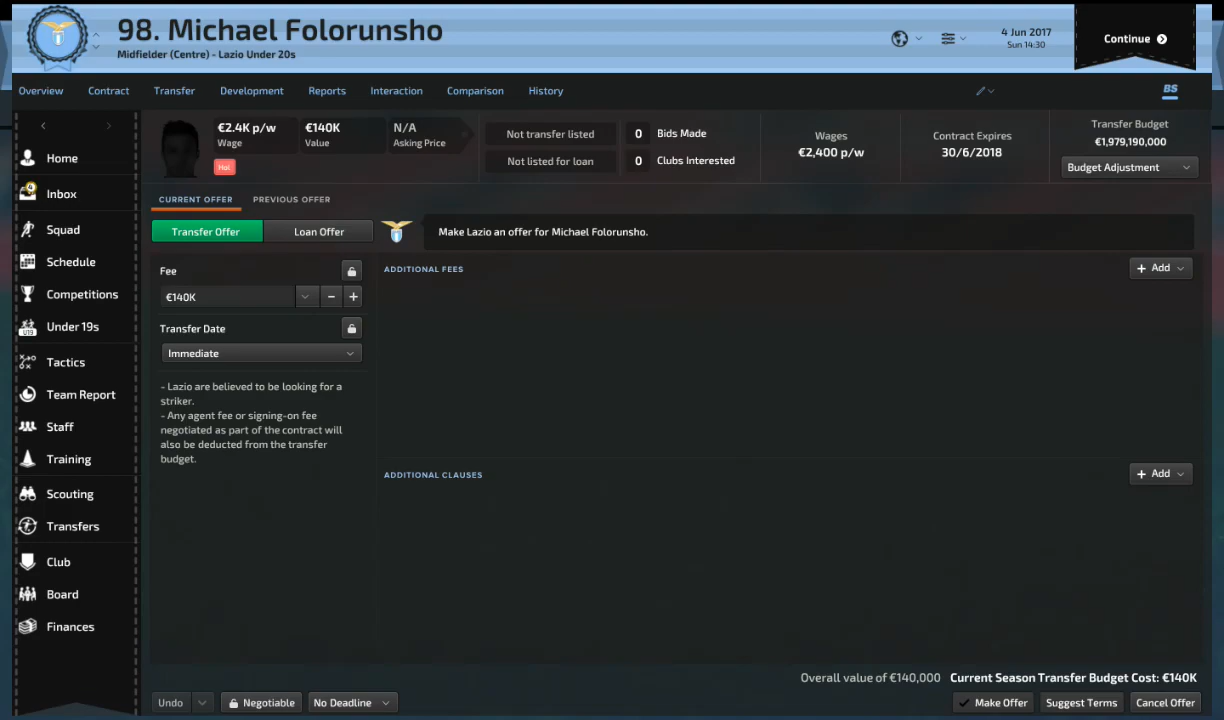 98. Michael Folorunsho
Midfielder (Centre) - Lazio Under 20s
4 Jun 2017
Sun 14:30
Continue
Overview
Contract
Transfer
Development
Reports
Interaction
Comparison
History
BS
Home
4
Inbox
Squad
Schedule
Competitions
U19
Under 19s
Tactics
Team Report
Staff
Training
Scouting
Transfers
Club
Board
Finances
€2.4K p/w
Wage
Hot
€140K
Value
N/A
Asking Price
Not transfer listed
Not listed for loan
0 Bids Made
0 Clubs Interested
Wages
€2,400 p/w
Contract Expires
30/6/2018
Transfer Budget
€1,979,190,000
Budget Adjustment
CURRENT OFFER
PREVIOUS OFFER
Transfer Offer
Loan Offer
Make Lazio an offer for Michael Folorunsho.
Fee
€140K
Transfer Date
Immediate
- Lazio are believed to be looking for a
striker.
- Any agent fee or signing-on fee
negotiated as part of the contract will
also be deducted from the transfer
budget.
ADDITIONAL FEES
+ Add
ADDITIONAL CLAUSES
+ Add
Overall value of €140,000
Current Season Transfer Budget Cost: €140K
Undo
Negotiable
No Deadline
Make Offer
Suggest Terms
Cancel Offer